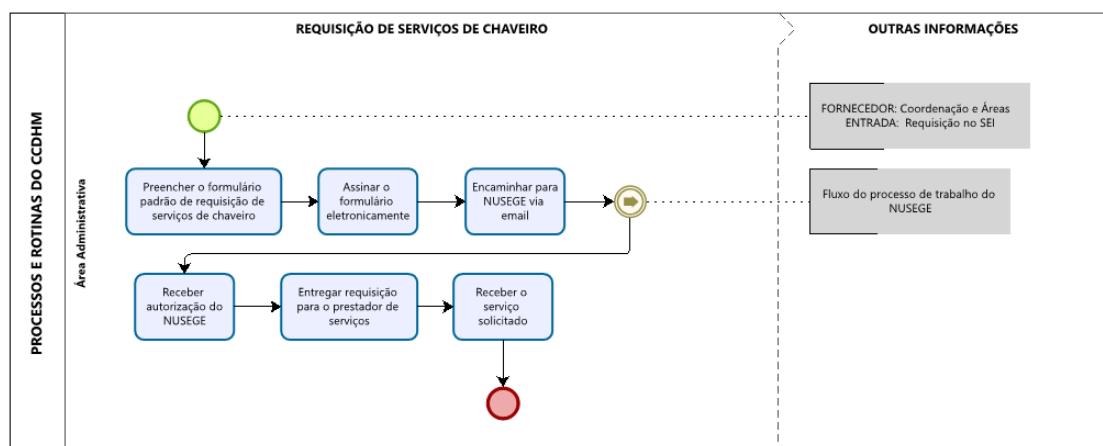 REQUISIÇÃO DE SERVIÇOS DE CHAVEIRO
OUTRAS INFORMAÇÕES
PROCESSOS E ROTINAS DO CCDHM
Área Administrativa
FORNECEDOR: Coordenação e Áreas
ENTRADA: Requisição no SEI
Preencher o formulário
padrão de requisição de
serviços de chaveiro
Assinar o
formulário
eletronicamente
Encaminhar para
NUSEGE via
email
Fluxo do processo de trabalho do
NUSEGE
Receber
autorização do
NUSEGE
Entregar requisição
para o prestador de
serviços
Receber o
serviço
solicitado